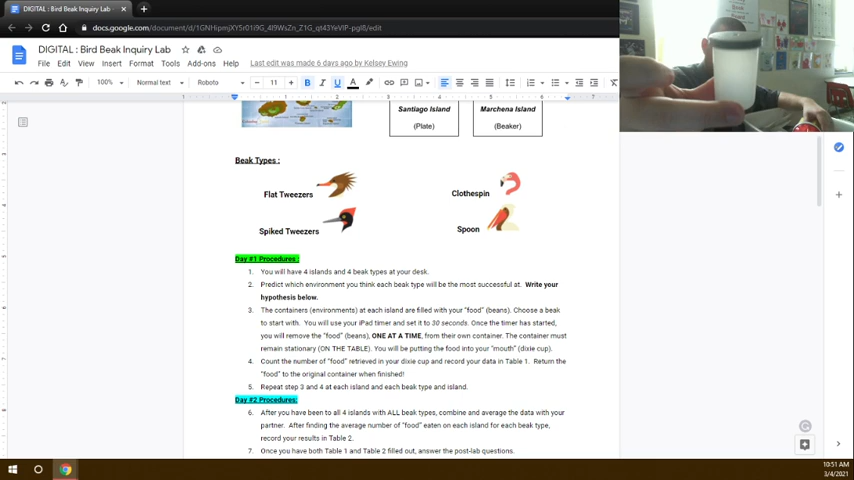 DIGITAL : Bird Beak Inquiry Lab
docs.google.com/document/d/
/edit
DIGITAL : Bird Beak Inquiry Lab
File Edit View Insert Format Tools Add-ons Help Last edit was made 6 days ago by Kelsey Ewing
100% Normal text Roboto 11 B I U A
Santiago Island Marchena Island
(Plate) (Beaker)
Beak Types :
Flat Tweezers Clothespin
Spiked Tweezers Spoon
Day #1 Procedures :
1. You will have 4 islands and 4 beak types at your desk.
2. Predict which environment you think each beak type will be the most successful at. Write your
hypothesis below.
3. The containers (environments) at each island are filled with your "food" (beans). Choose a beak
to start with. You will use your iPad timer and set it to 30 seconds. Once the timer has started,
you will remove the "food" (beans), ONE AT A TIME, from their own container. The container must
remain stationary (ON THE TABLE). You will be putting the food into your "mouth" (dixie cup).
4. Count the number of "food" retrieved in your dixie cup and record your data in Table 1. Return the
"food" to the original container when finished!
5. Repeat step 3 and 4 at each island and each beak type and island.
Day #2 Procedures:
6. After you have been to all 4 islands with ALL beak types, combine and average the data with your
partner. After finding the average number of "food" eaten on each island for each beak type,
record your results in Table 2.
7. Once you have both Table 1 and Table 2 filled out, answer the post-lab questions.
10:51 AM
3/4/2021